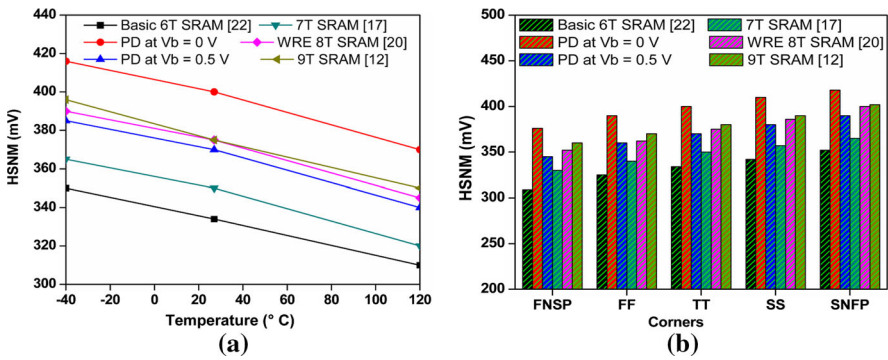 Basic 6T SRAM [22]
7T SRAM [17]
PD at Vb = 0 V
WRE 8T SRAM [20]
PD at Vb = 0.5 V
9T SRAM [12]
440
420
400
380
360
340
320
300
HSNM (mV)
-40 -20 0 20 40 60 80 100 120
Temperature (° C)
(a)
Basic 6T SRAM [22]
7T SRAM [17]
PD at Vb = 0 V
WRE 8T SRAM [20]
PD at Vb = 0.5 V
9T SRAM [12]
500
450
400
350
300
250
200
HSNM (mV)
FNSP FF TT SS SNFP
Corners
(b)